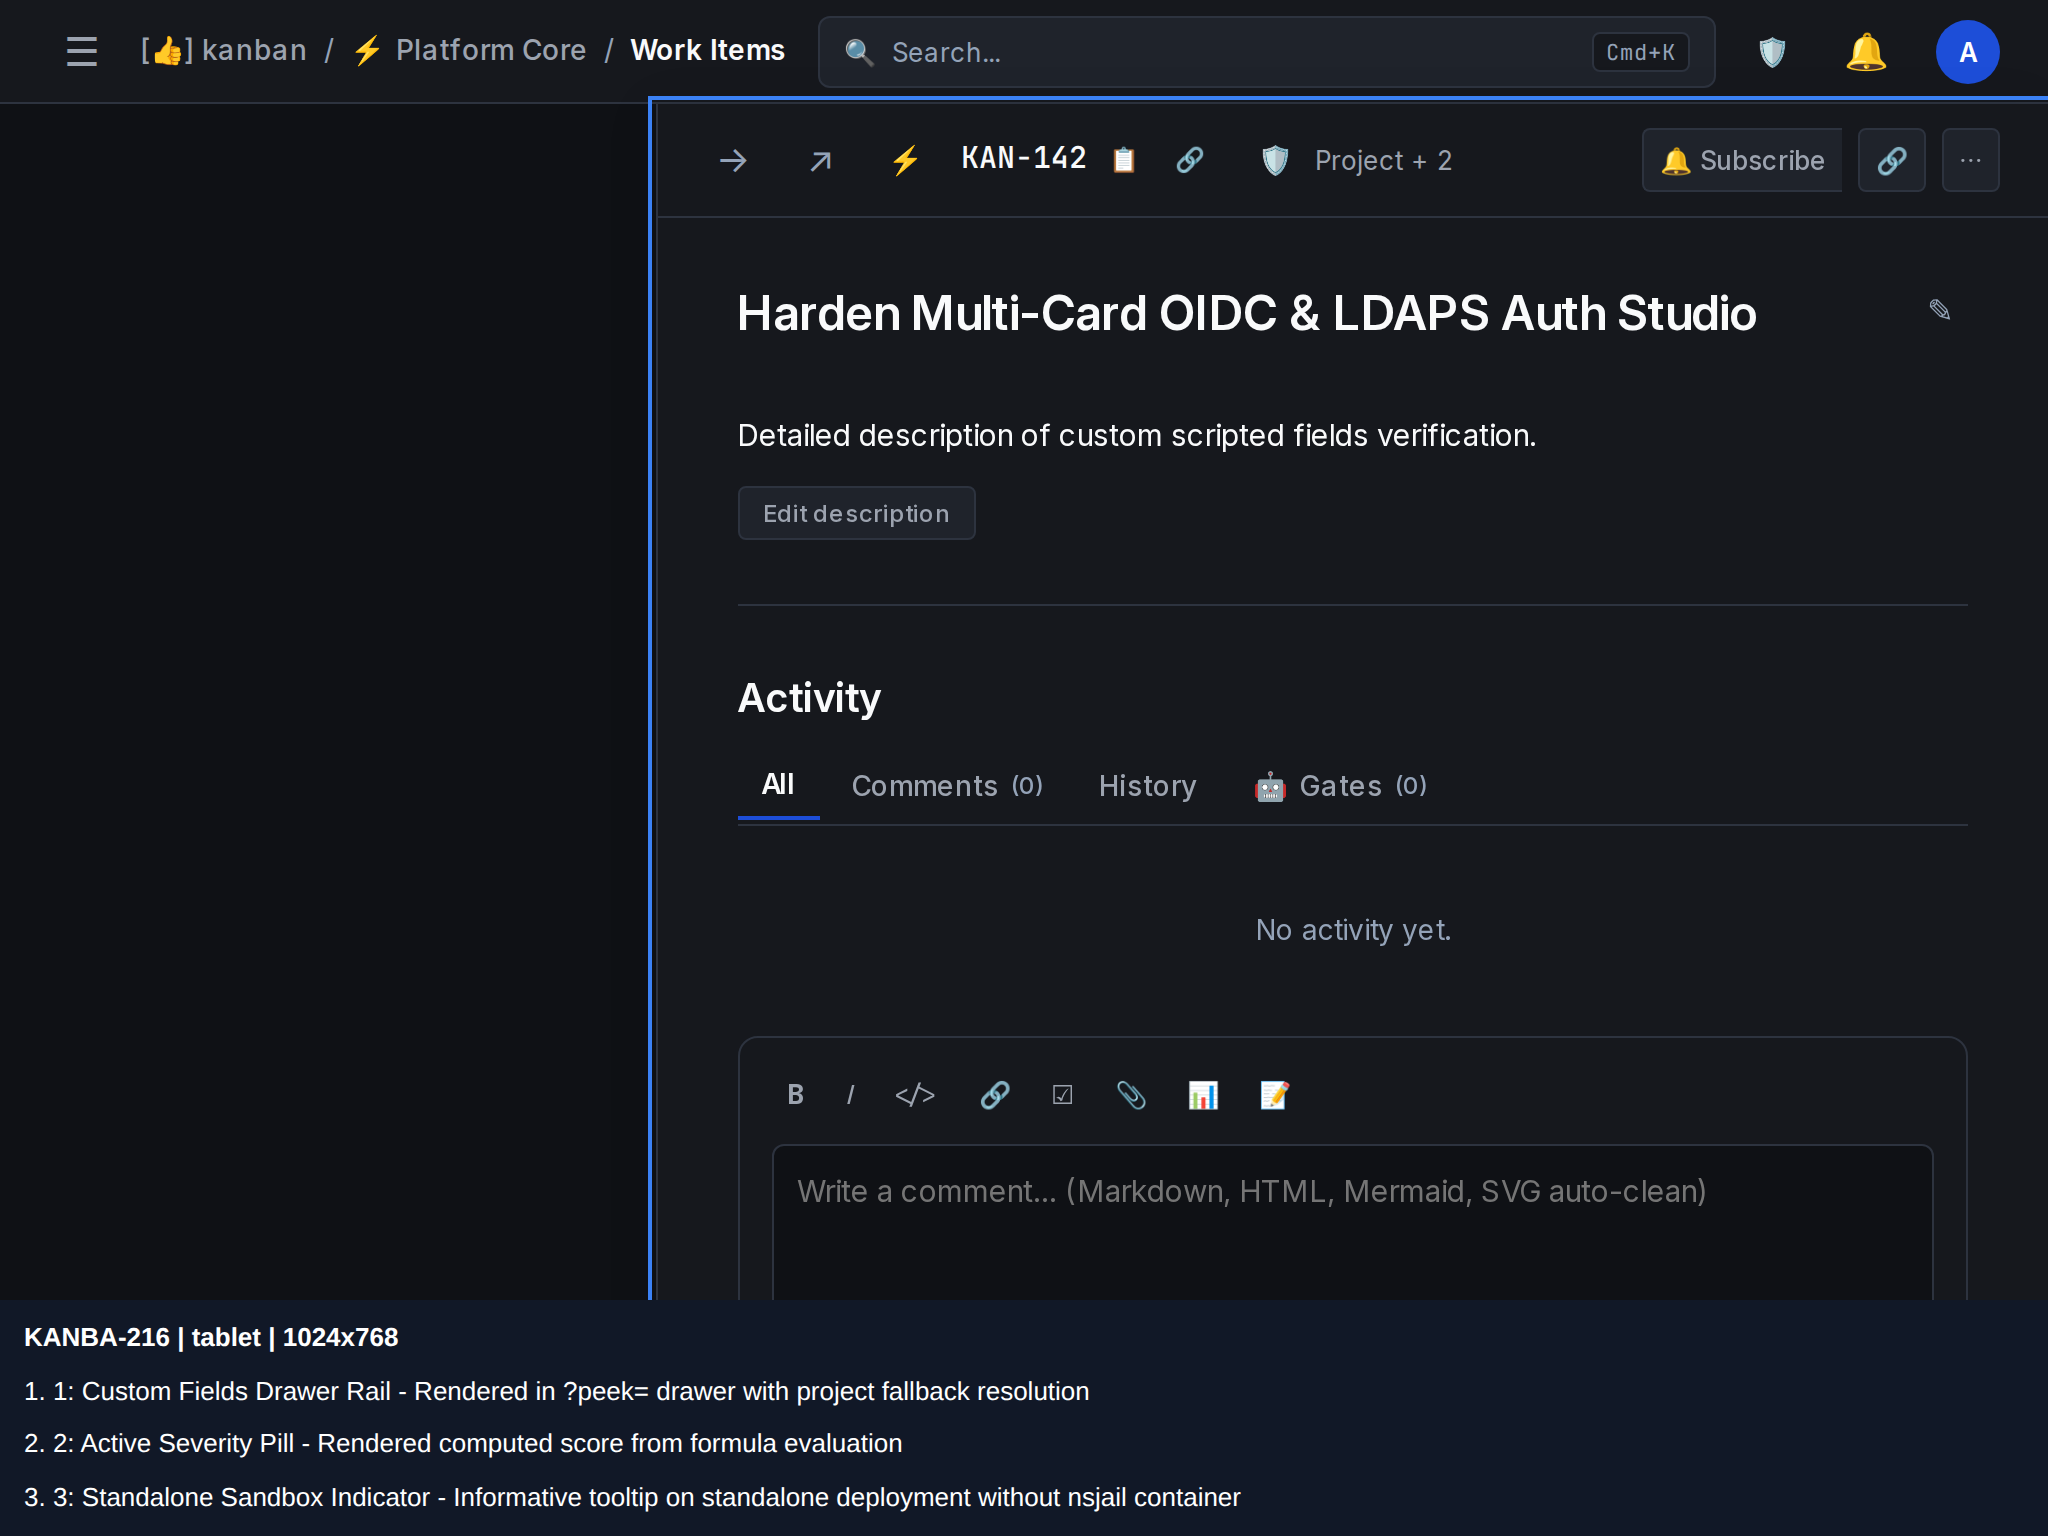 [👍] kanban / ⚡ Platform Core / Work Items
🔍 Search... Cmd+K
A
→ ↗ ⚡ KAN-142 📋 🔗 🛡️ Project + 2
🔔 Subscribe 🔗 ...
Harden Multi-Card OIDC & LDAPS Auth Studio
Detailed description of custom scripted fields verification.
Edit description
Activity
All Comments (0) History 🤖 Gates (0)
No activity yet.
B I </> 🔗 ☑ 📎 📊 📝
Write a comment... (Markdown, HTML, Mermaid, SVG auto-clean)
KANBA-216 | tablet | 1024x768
1. 1: Custom Fields Drawer Rail - Rendered in ?peek= drawer with project fallback resolution
2. 2: Active Severity Pill - Rendered computed score from formula evaluation
3. 3: Standalone Sandbox Indicator - Informative tooltip on standalone deployment without nsjail container